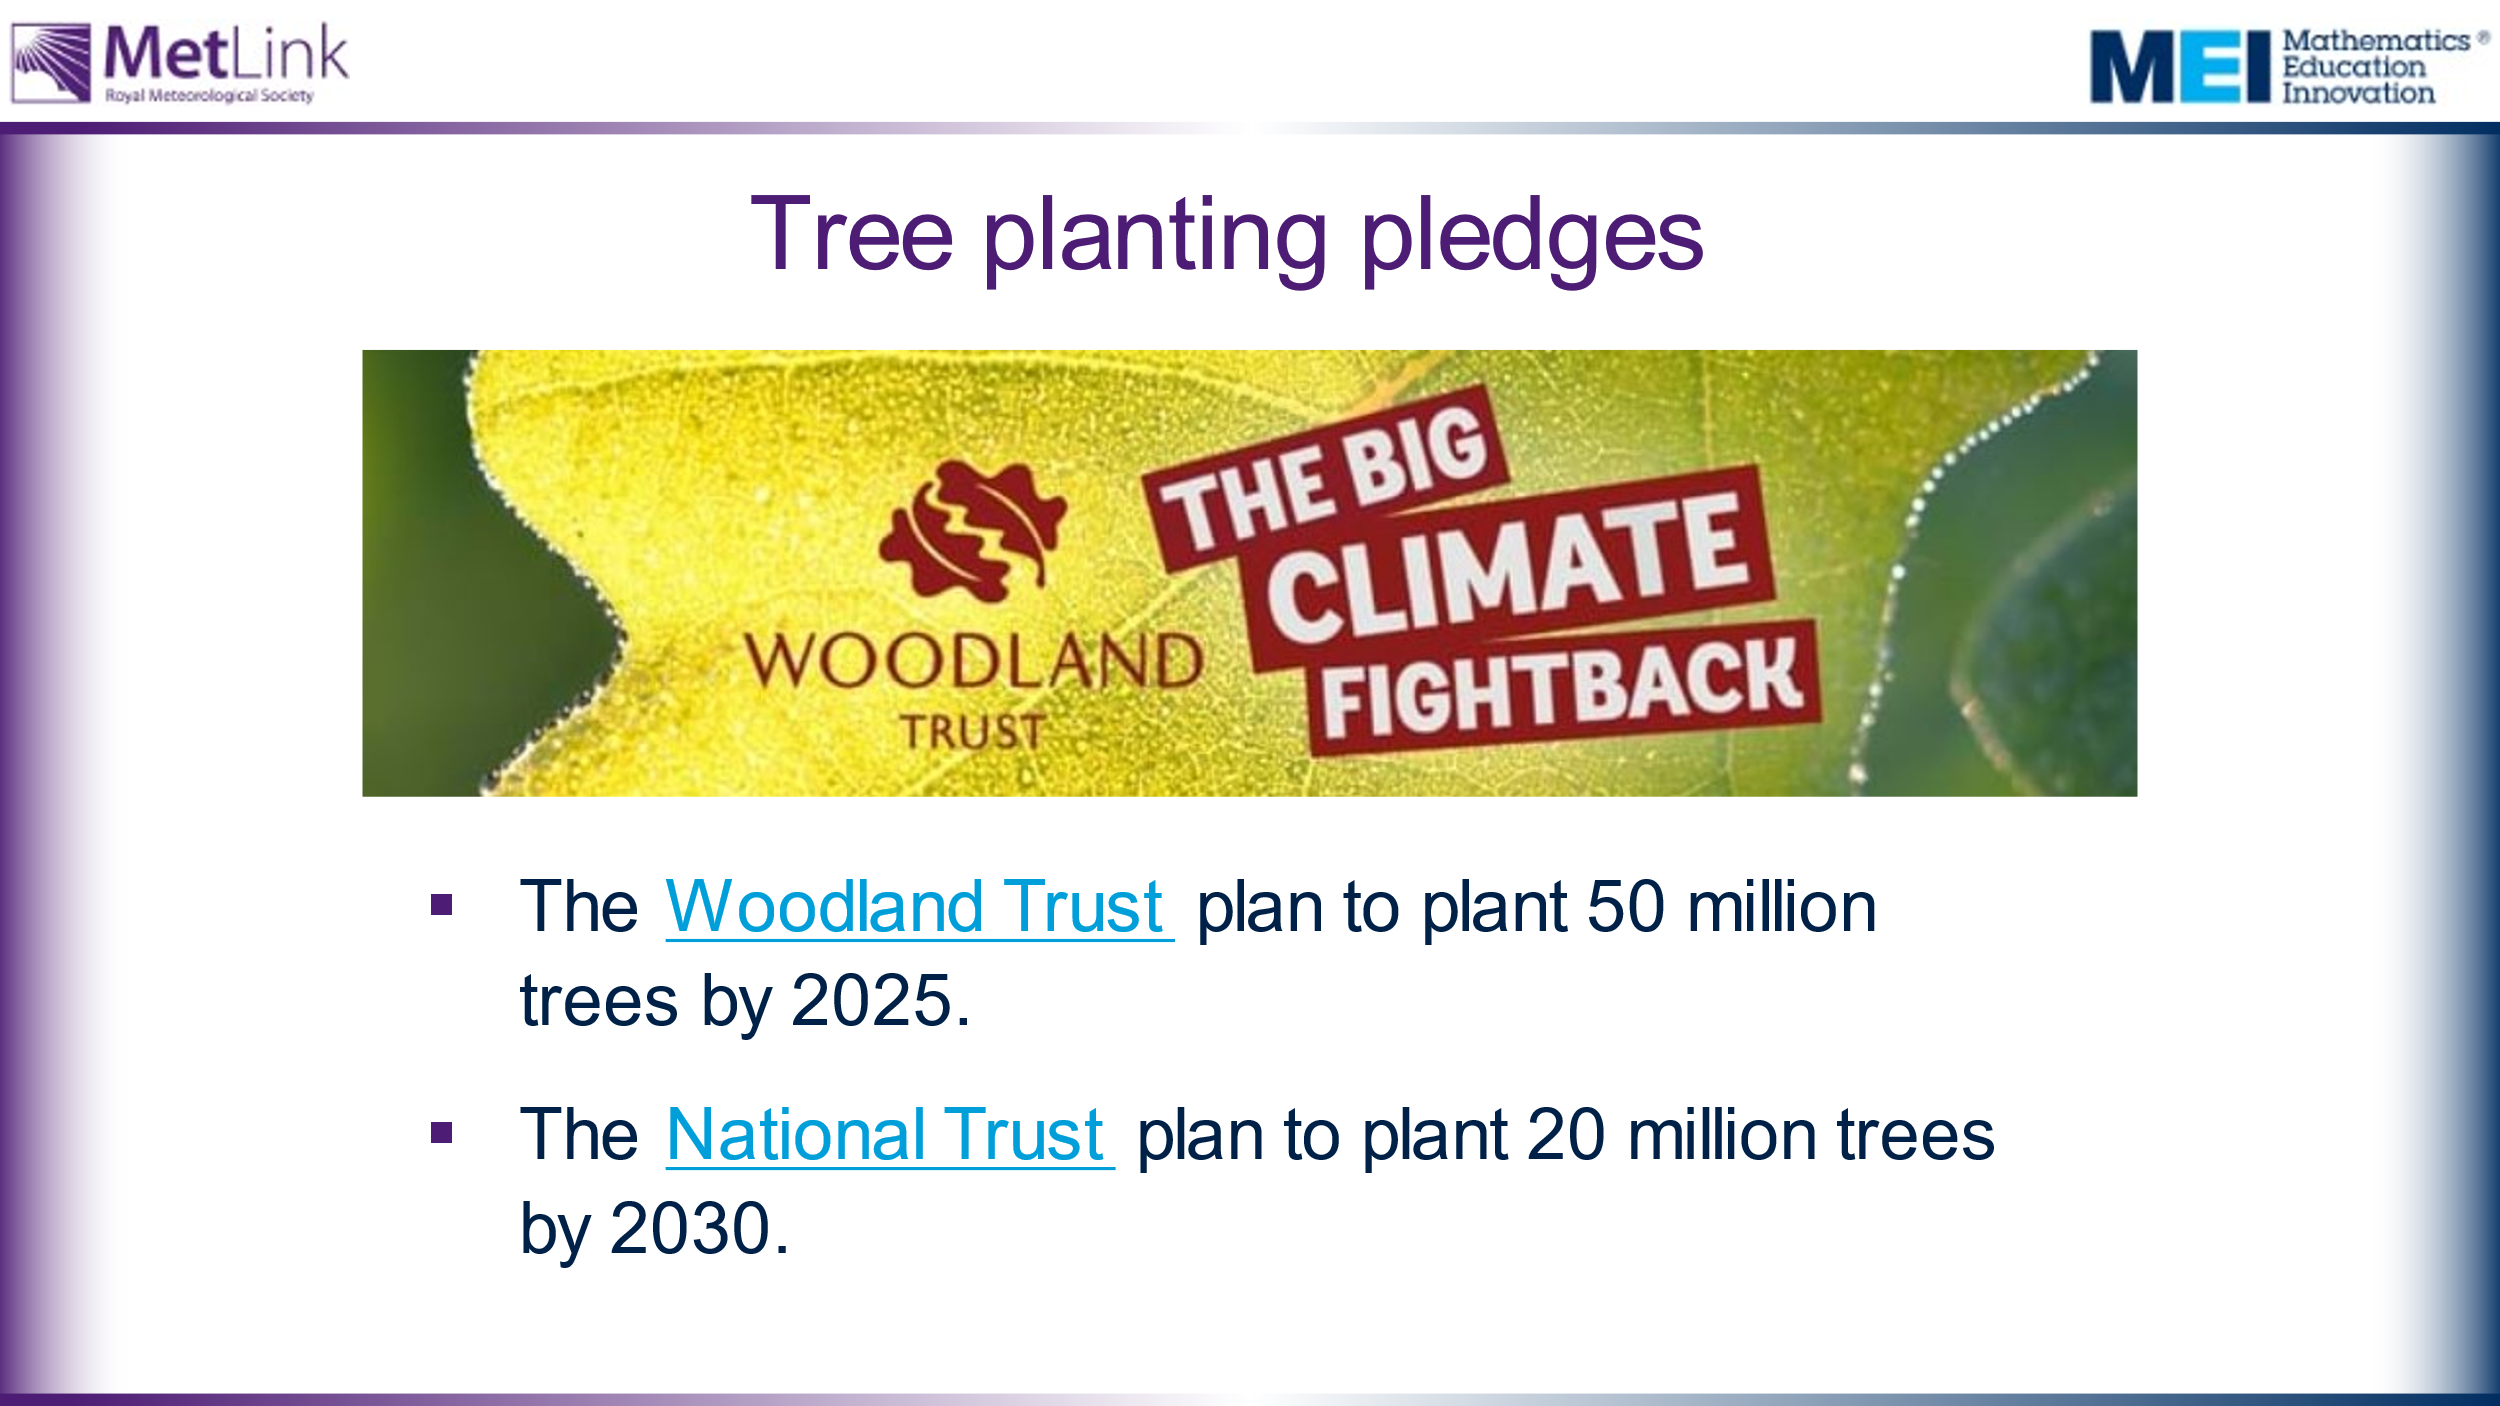 MetLink
Royal Meteorological Society
MEI Mathematics ®
Education
Innovation
Tree planting pledges
WOODLAND
TRUST
THE BIG
CLIMATE
FIGHTBACK
▪ The Woodland Trust plan to plant 50 million
trees by 2025.
▪ The National Trust plan to plant 20 million trees
by 2030.